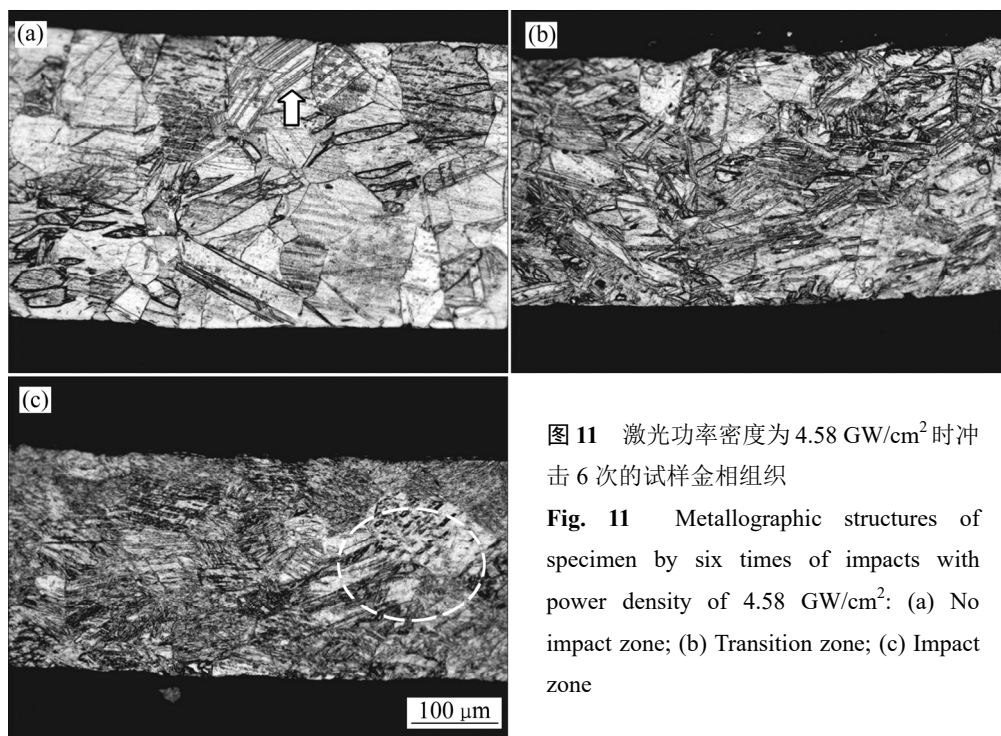 (a)
(b)
(c)
100 μm
图 11 激光功率密度为 4.58 GW/cm² 时冲
击 6 次的试样金相组织
Fig. 11 Metallographic structures of
specimen by six times of impacts with
power density of 4.58 GW/cm²: (a) No
impact zone; (b) Transition zone; (c) Impact
zone